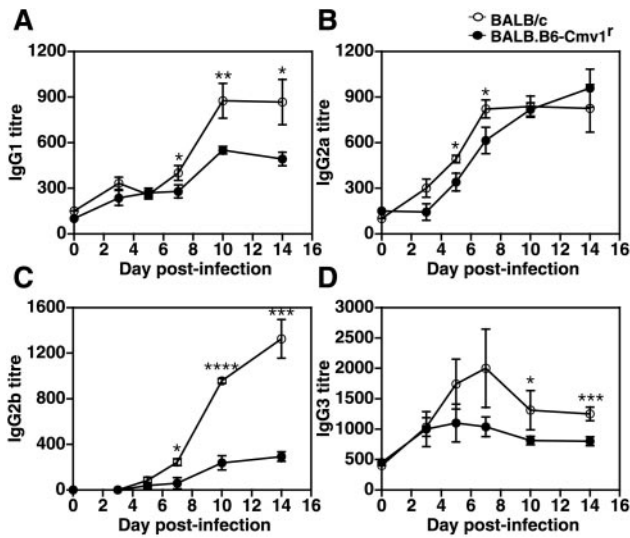 BALB/c
BALB.B6-Cmv1r
A
1200
900
600
300
0
IgG1 titre
* ** *
0 2 4 6 8 10 12 14 16
Day post-infection
B
1200
900
600
300
0
IgG2a titre
* *
0 2 4 6 8 10 12 14 16
Day post-infection
C
1600
1200
800
400
0
IgG2b titre
* **** ***
0 2 4 6 8 10 12 14 16
Day post-infection
D
3000
2500
2000
1500
1000
500
0
IgG3 titre
* ***
0 2 4 6 8 10 12 14 16
Day post-infection